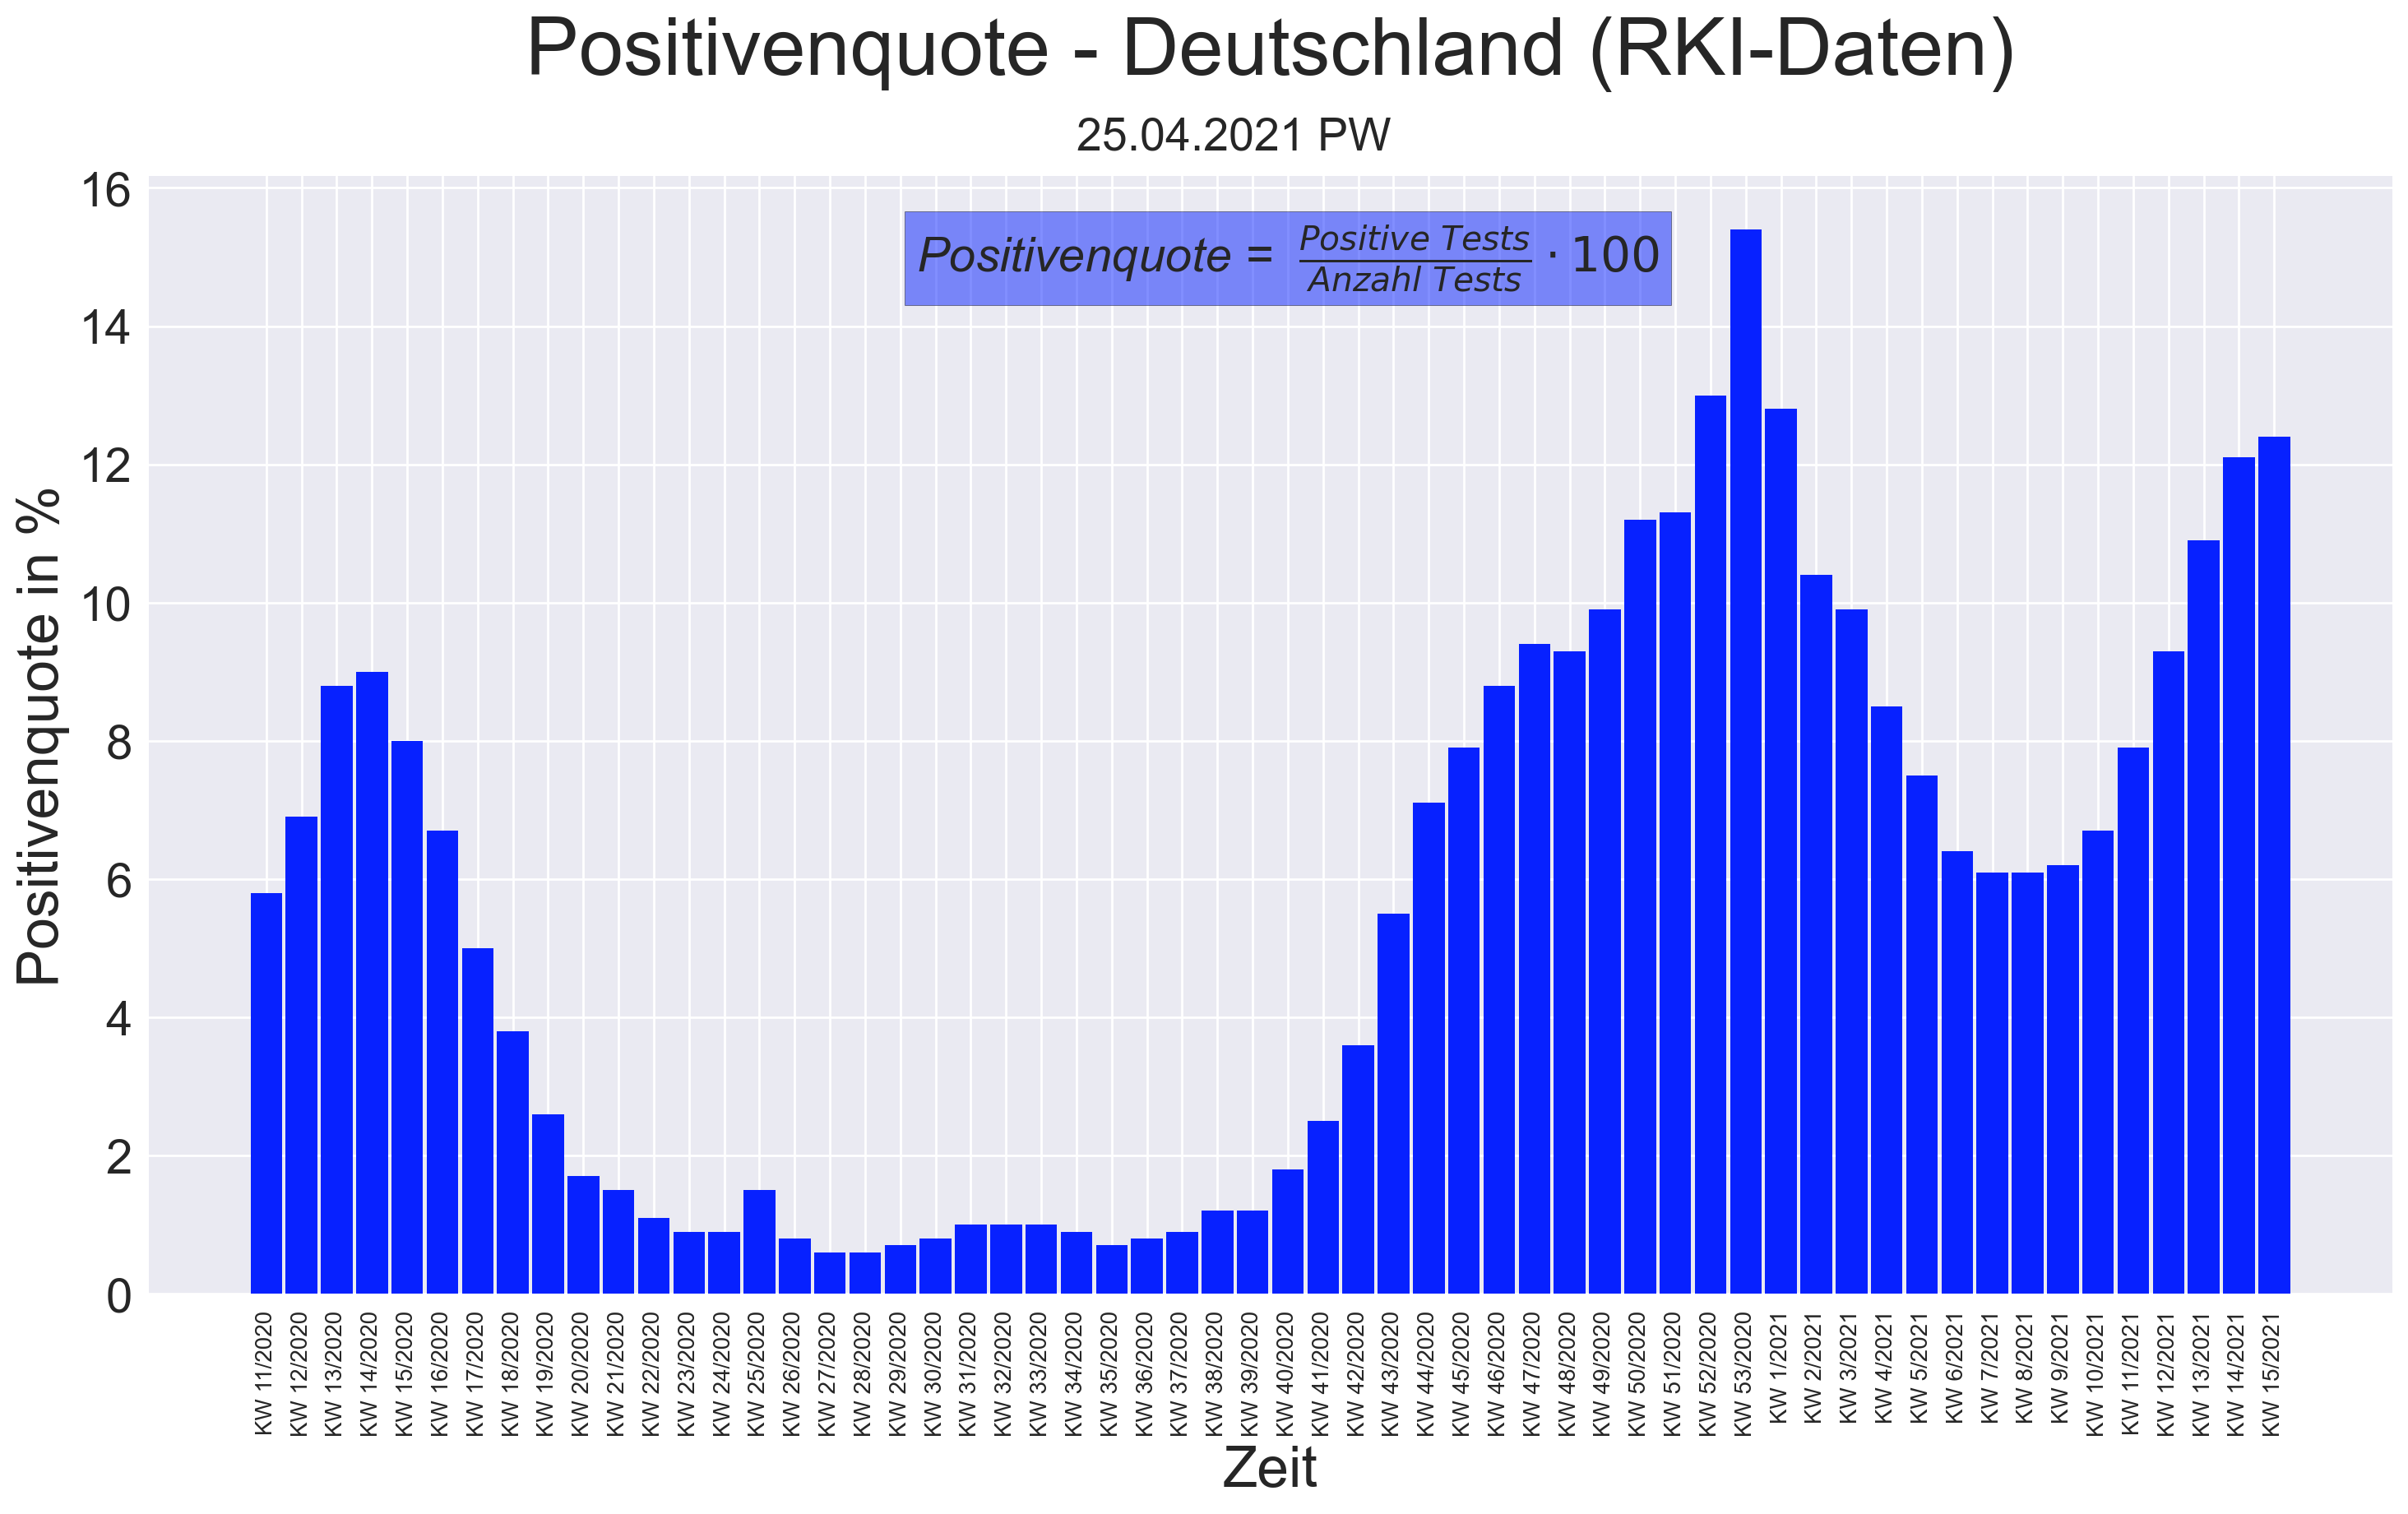 Positivenquote - Deutschland (RKI-Daten)
25.04.2021 PW
Positivenquote = Positive Tests / Anzahl Tests · 100
Positivenquote in %
16
14
12
10
8
6
4
2
0
KW 11/2020
KW 12/2020
KW 13/2020
KW 14/2020
KW 15/2020
KW 16/2020
KW 17/2020
KW 18/2020
KW 19/2020
KW 20/2020
KW 21/2020
KW 22/2020
KW 23/2020
KW 24/2020
KW 25/2020
KW 26/2020
KW 27/2020
KW 28/2020
KW 29/2020
KW 30/2020
KW 31/2020
KW 32/2020
KW 33/2020
KW 34/2020
KW 35/2020
KW 36/2020
KW 37/2020
KW 38/2020
KW 39/2020
KW 40/2020
KW 41/2020
KW 42/2020
KW 43/2020
KW 44/2020
KW 45/2020
KW 46/2020
KW 47/2020
KW 48/2020
KW 49/2020
KW 50/2020
KW 51/2020
KW 52/2020
KW 53/2020
KW 1/2021
KW 2/2021
KW 3/2021
KW 4/2021
KW 5/2021
KW 6/2021
KW 7/2021
KW 8/2021
KW 9/2021
KW 10/2021
KW 11/2021
KW 12/2021
KW 13/2021
KW 14/2021
KW 15/2021
Zeit